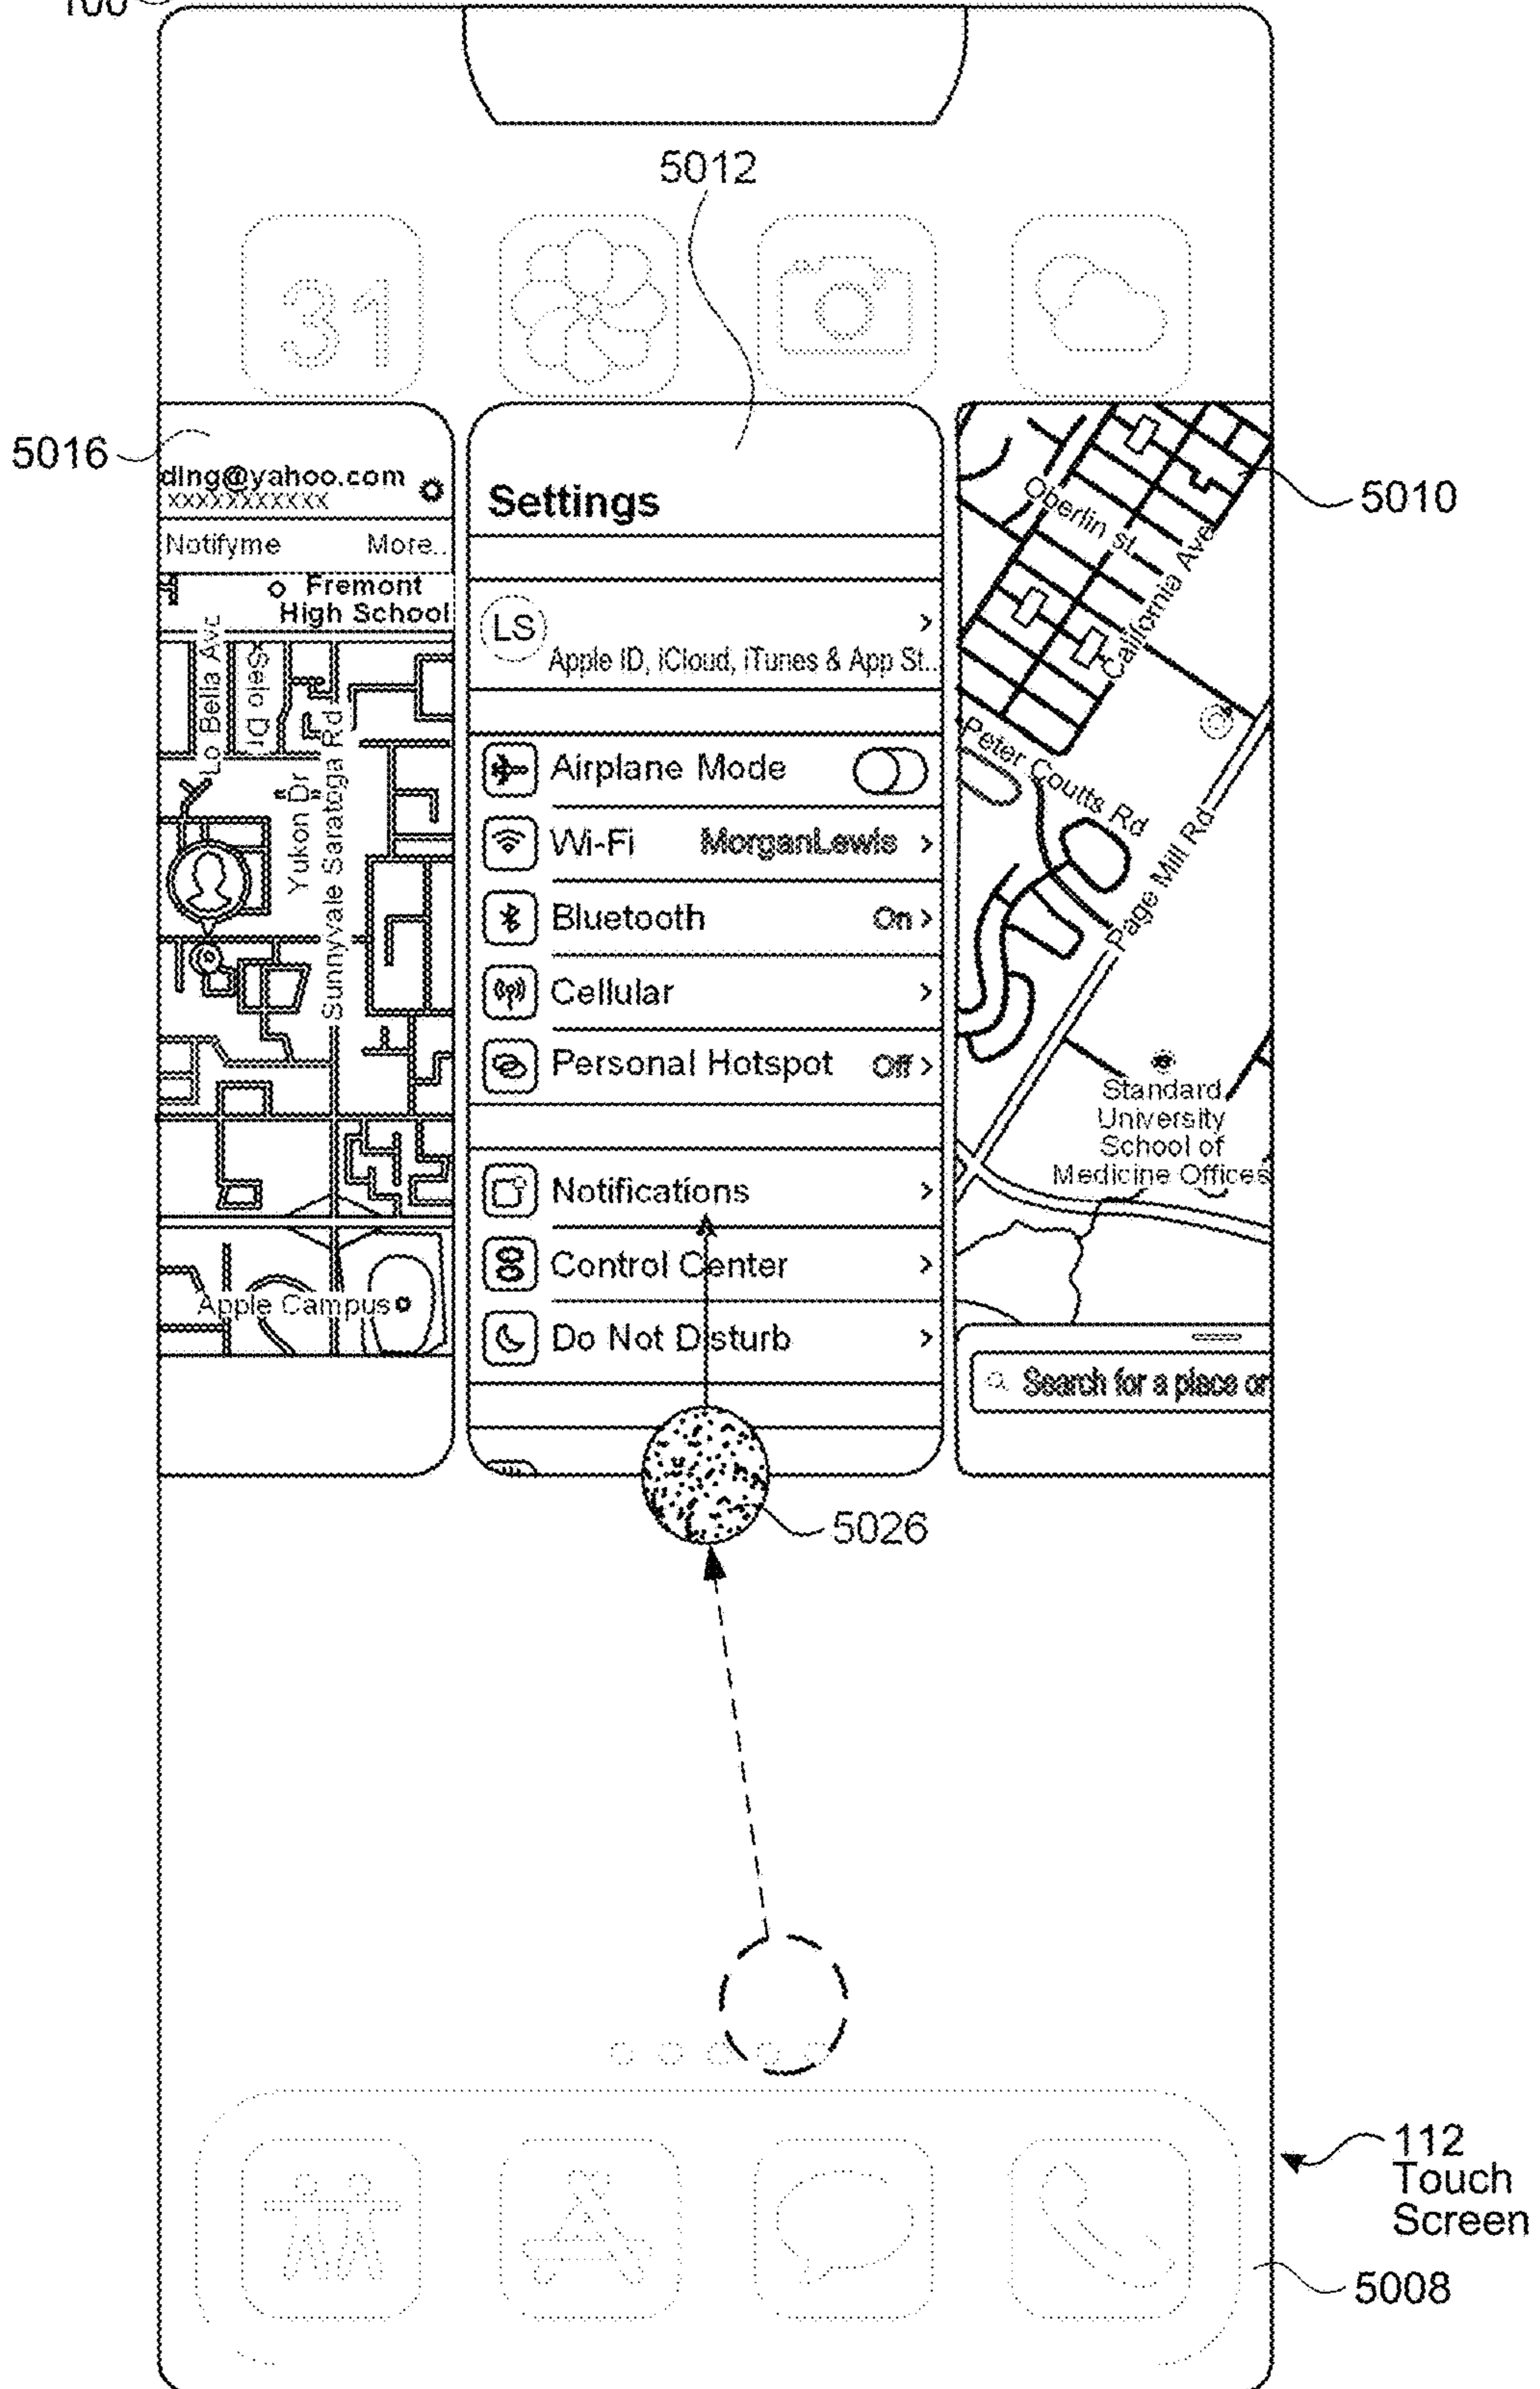 100
5012
31
5016
5010
dlng@yahoo.com
XXXXXXXXXXX
Notifyme More..
Fremont
High School
Lo Bella Ave
Selo Dr
Yukon Dr
Sunnyvale Saratoga Rd
Apple Campus
Settings
LS
Apple ID, iCloud, iTunes & App St..
Airplane Mode
Wi-Fi MorganLewis
Bluetooth On
Cellular
Personal Hotspot Off
Notifications
Control Center
Do Not Disturb
Oberlin st.
California Ave
Peter Coutts Rd
Page Mill Rd
Standard
University
School of
Medicine Offices
Search for a place or
5026
112
Touch
Screen
5008